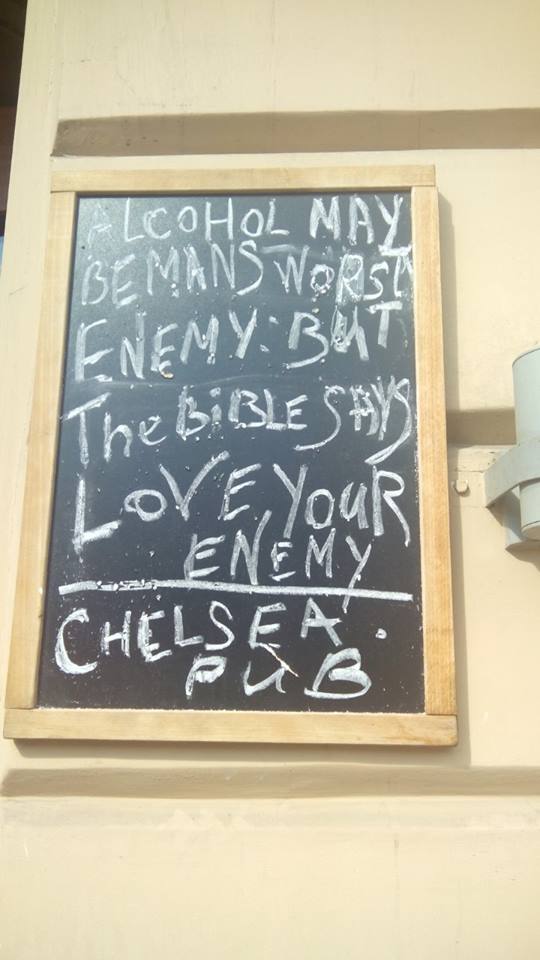 ALCOHOL MAY
BE MANS WORST
ENEMY: BUT
The BiBLE SAYS
LOVE YOUR
ENEMY
CHELSEA.
PUB